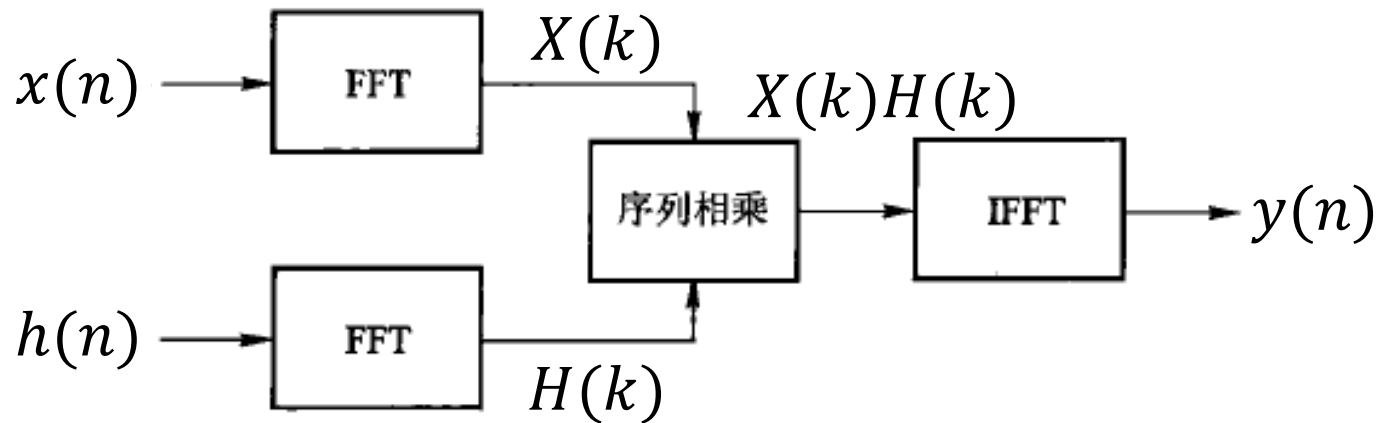 x(n)
FFT
X(k)
X(k)H(k)
序列相乘
IFFT
y(n)
h(n)
FFT
H(k)